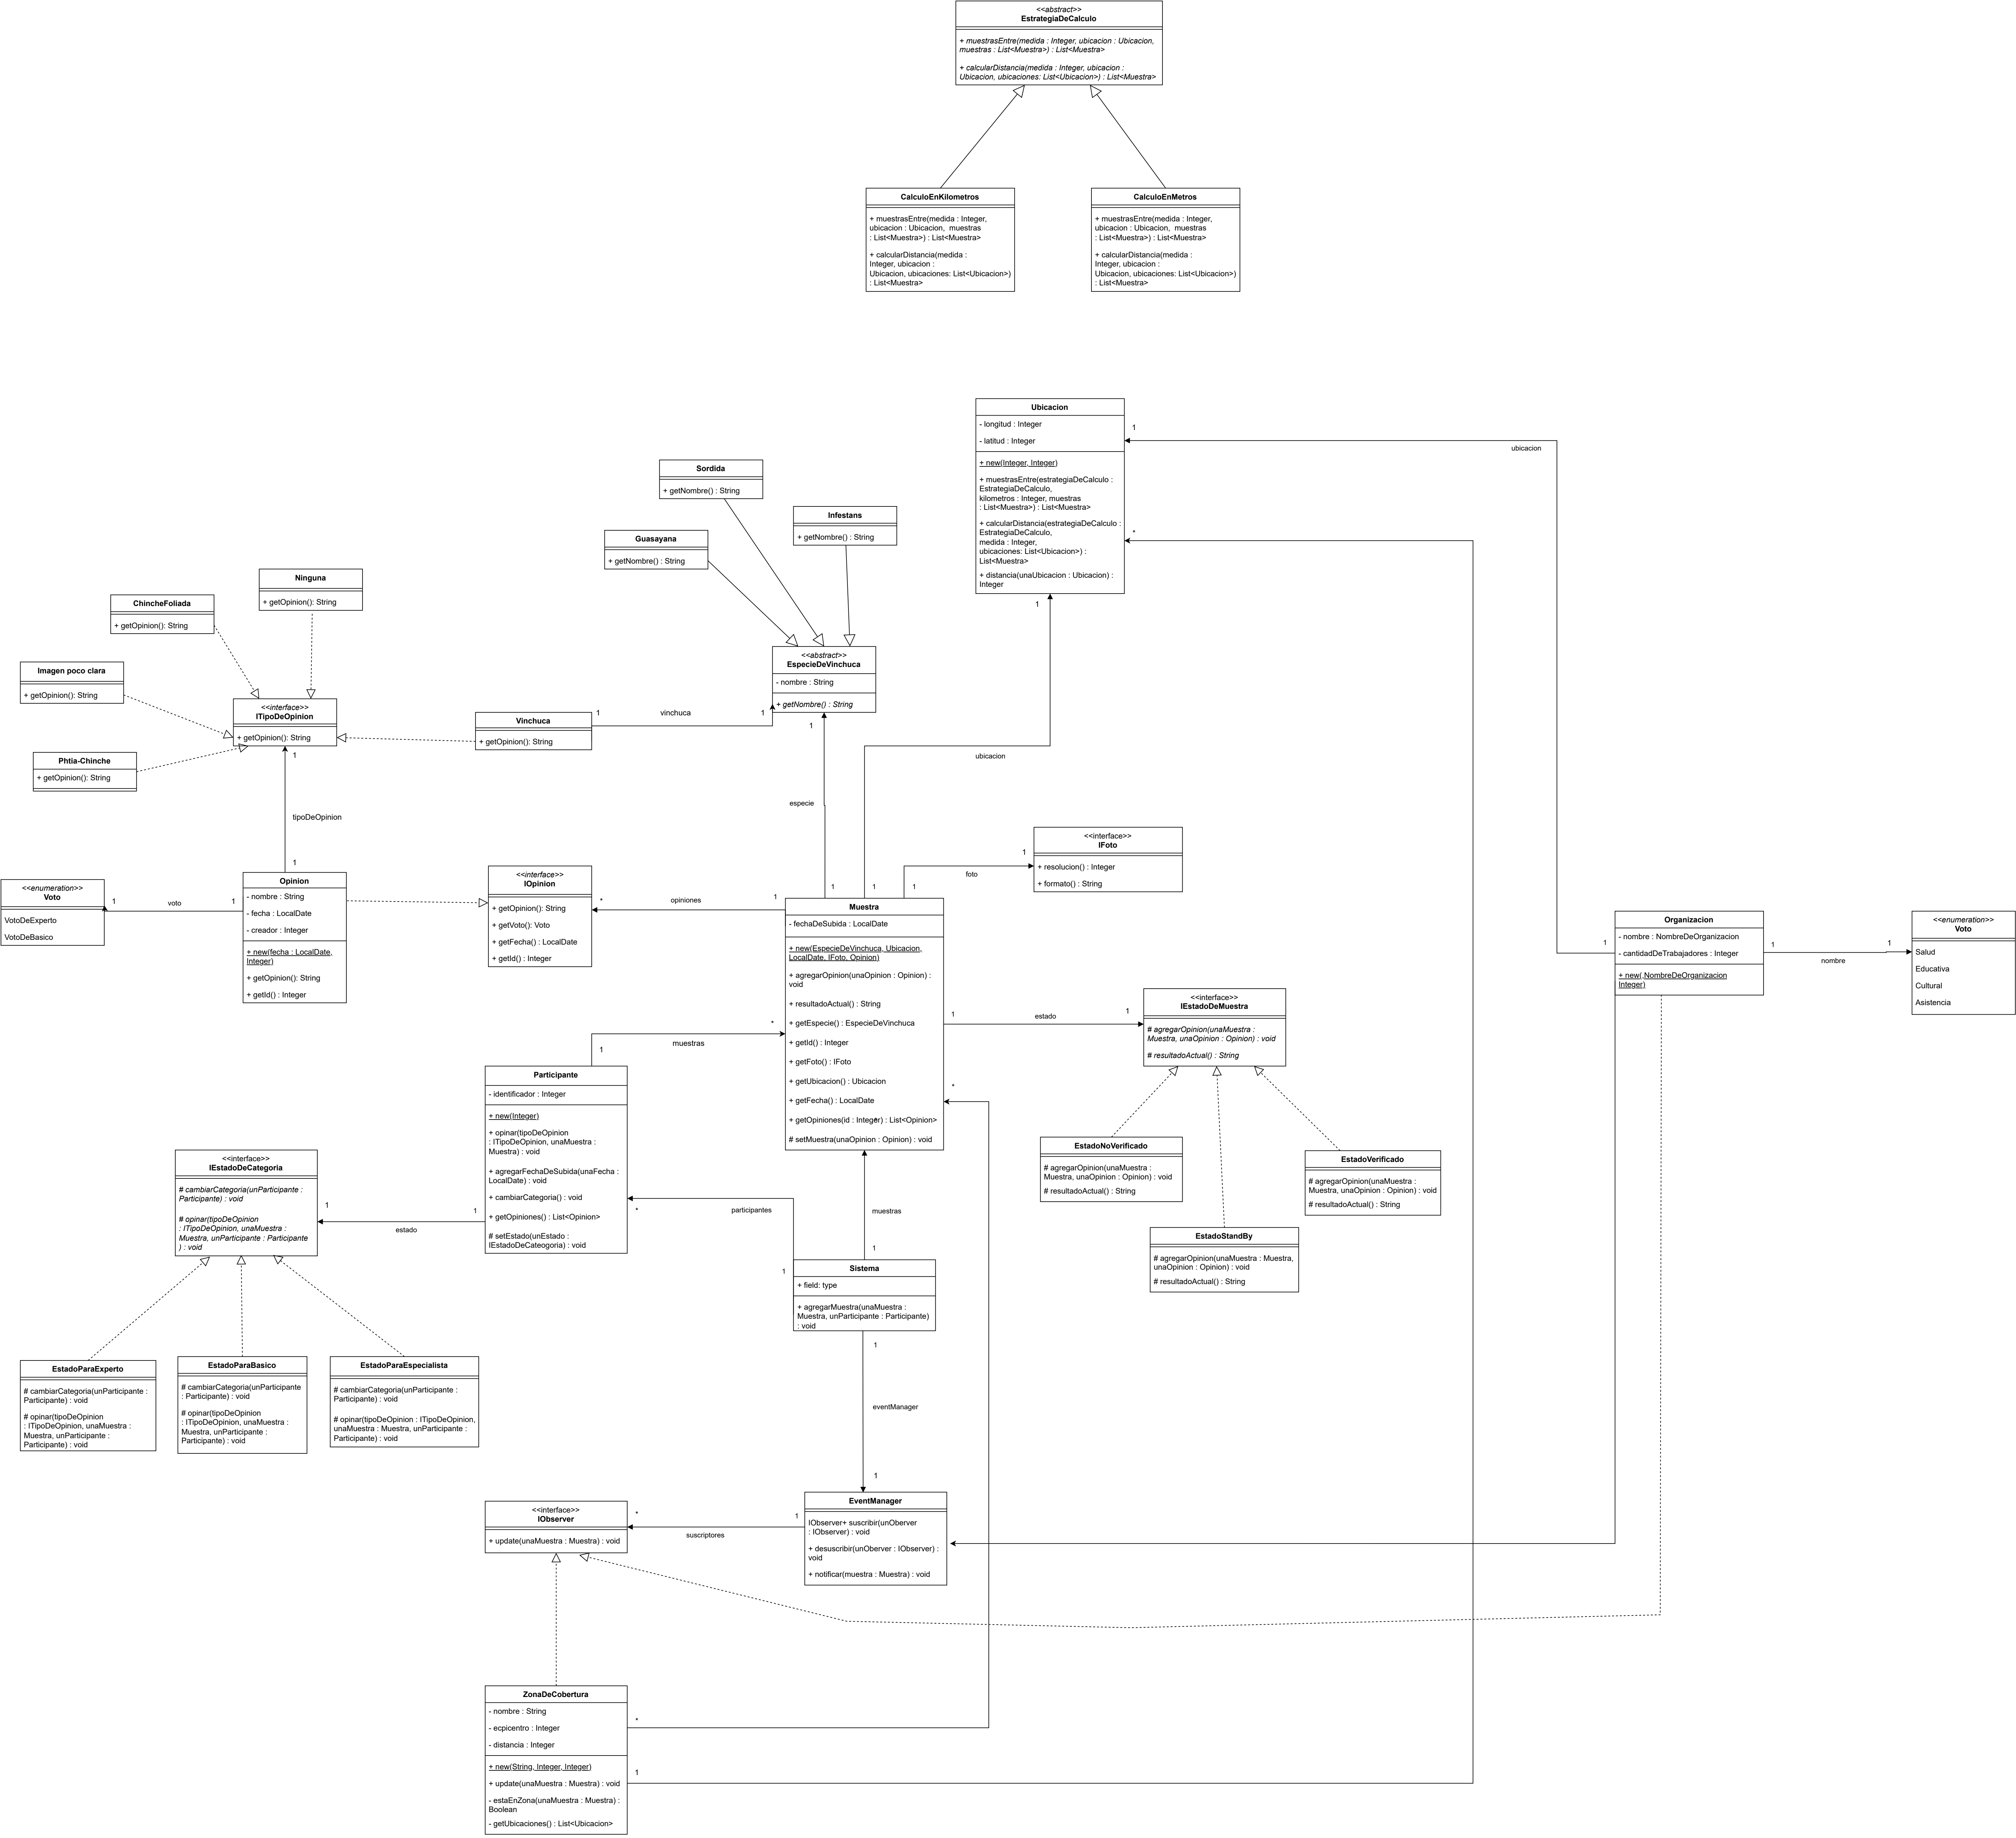 <<abstract>>
EstrategiaDeCalculo
+ muestrasEntre(medida : Integer, ubicacion : Ubicacion,
muestras : List<Muestra>) : List<Muestra>
+ calcularDistancia(medida : Integer, ubicacion :
Ubicacion, ubicaciones: List<Ubicacion>) : List<Muestra>
CalculoEnKilometros
+ muestrasEntre(medida : Integer,
ubicacion : Ubicacion,  muestras
: List<Muestra>) : List<Muestra>
+ calcularDistancia(medida :
Integer, ubicacion :
Ubicacion, ubicaciones: List<Ubicacion>)
: List<Muestra>
CalculoEnMetros
+ muestrasEntre(medida : Integer,
ubicacion : Ubicacion,  muestras
: List<Muestra>) : List<Muestra>
+ calcularDistancia(medida :
Integer, ubicacion :
Ubicacion, ubicaciones: List<Ubicacion>)
: List<Muestra>
Ubicacion
- longitud : Integer
- latitud : Integer
+ new(Integer, Integer)
+ muestrasEntre(estrategiaDeCalculo :
EstrategiaDeCalculo,
kilometros : Integer, muestras
: List<Muestra>) : List<Muestra>
+ calcularDistancia(estrategiaDeCalculo :
EstrategiaDeCalculo,
medida : Integer,
ubicaciones: List<Ubicacion>) :
List<Muestra>
+ distancia(unaUbicacion : Ubicacion) :
Integer
1
ubicacion
*
1
Sordida
+ getNombre() : String
Infestans
+ getNombre() : String
Guasayana
+ getNombre() : String
Ninguna
+ getOpinion(): String
ChincheFoliada
+ getOpinion(): String
Imagen poco clara
+ getOpinion(): String
Phtia-Chinche
+ getOpinion(): String
<<interface>>
ITipoDeOpinion
+ getOpinion(): String
1
tipoDeOpinion
1
Vinchuca
+ getOpinion(): String
1
vinchuca
1
<<abstract>>
EspecieDeVinchuca
- nombre : String
+ getNombre() : String
1
especie
1
ubicacion
1
<<enumeration>>
Voto
VotoDeExperto
VotoDeBasico
1
voto
1
Opinion
- nombre : String
- fecha : LocalDate
- creador : Integer
+ new(fecha : LocalDate,
Integer)
+ getOpinion(): String
+ getId() : Integer
<<interface>>
IOpinion
+ getOpinion(): String
+ getVoto(): Voto
+ getFecha() : LocalDate
+ getId() : Integer
*
opiniones
1
<<interface>>
IFoto
+ resolucion() : Integer
+ formato() : String
1
foto
1
Muestra
- fechaDeSubida : LocalDate
+ new(EspecieDeVinchuca, Ubicacion,
LocalDate, IFoto, Opinion)
+ agregarOpinion(unaOpinion : Opinion) :
void
+ resultadoActual() : String
+ getEspecie() : EspecieDeVinchuca
+ getId() : Integer
+ getFoto() : IFoto
+ getUbicacion() : Ubicacion
+ getFecha() : LocalDate
+ getOpiniones(id : Integer) : List<Opinion>
# setMuestra(unaOpinion : Opinion) : void
*
1
estado
1
*
<<interface>>
IEstadoDeMuestra
# agregarOpinion(unaMuestra :
Muestra, unaOpinion : Opinion) : void
# resultadoActual() : String
EstadoNoVerificado
# agregarOpinion(unaMuestra :
Muestra, unaOpinion : Opinion) : void
# resultadoActual() : String
EstadoVerificado
# agregarOpinion(unaMuestra :
Muestra, unaOpinion : Opinion) : void
# resultadoActual() : String
EstadoStandBy
# agregarOpinion(unaMuestra : Muestra,
unaOpinion : Opinion) : void
# resultadoActual() : String
Organizacion
- nombre : NombreDeOrganizacion
- cantidadDeTrabajadores : Integer
+ new(,NombreDeOrganizacion
Integer)
1
1
nombre
1
<<enumeration>>
Voto
Salud
Educativa
Cultural
Asistencia
*
muestras
1
Participante
- identificador : Integer
+ new(Integer)
+ opinar(tipoDeOpinion
: ITipoDeOpinion, unaMuestra :
Muestra) : void
+ agregarFechaDeSubida(unaFecha :
LocalDate) : void
+ cambiarCategoria() : void
+ getOpiniones() : List<Opinion>
# setEstado(unEstado :
IEstadoDeCateogoria) : void
1
estado
1
<<interface>>
IEstadoDeCategoria
# cambiarCategoria(unParticipante :
Participante) : void
# opinar(tipoDeOpinion
: ITipoDeOpinion, unaMuestra :
Muestra, unParticipante : Participante
) : void
EstadoParaExperto
# cambiarCategoria(unParticipante :
Participante) : void
# opinar(tipoDeOpinion
: ITipoDeOpinion, unaMuestra :
Muestra, unParticipante :
Participante) : void
EstadoParaBasico
# cambiarCategoria(unParticipante
: Participante) : void
# opinar(tipoDeOpinion
: ITipoDeOpinion, unaMuestra :
Muestra, unParticipante :
Participante) : void
EstadoParaEspecialista
# cambiarCategoria(unParticipante :
Participante) : void
# opinar(tipoDeOpinion : ITipoDeOpinion,
unaMuestra : Muestra, unParticipante :
Participante) : void
*
participantes
1
muestras
1
Sistema
+ field: type
+ agregarMuestra(unaMuestra :
Muestra, unParticipante : Participante)
: void
1
eventManager
1
EventManager
IObserver+ suscribir(unOberver
: IObserver) : void
+ desuscribir(unOberver : IObserver) :
void
+ notificar(muestra : Muestra) : void
1
suscriptores
*
<<interface>>
IObserver
+ update(unaMuestra : Muestra) : void
ZonaDeCobertura
- nombre : String
- ecpicentro : Integer
- distancia : Integer
+ new(String, Integer, Integer)
+ update(unaMuestra : Muestra) : void
- estaEnZona(unaMuestra : Muestra) :
Boolean
- getUbicaciones() : List<Ubicacion>
*
1